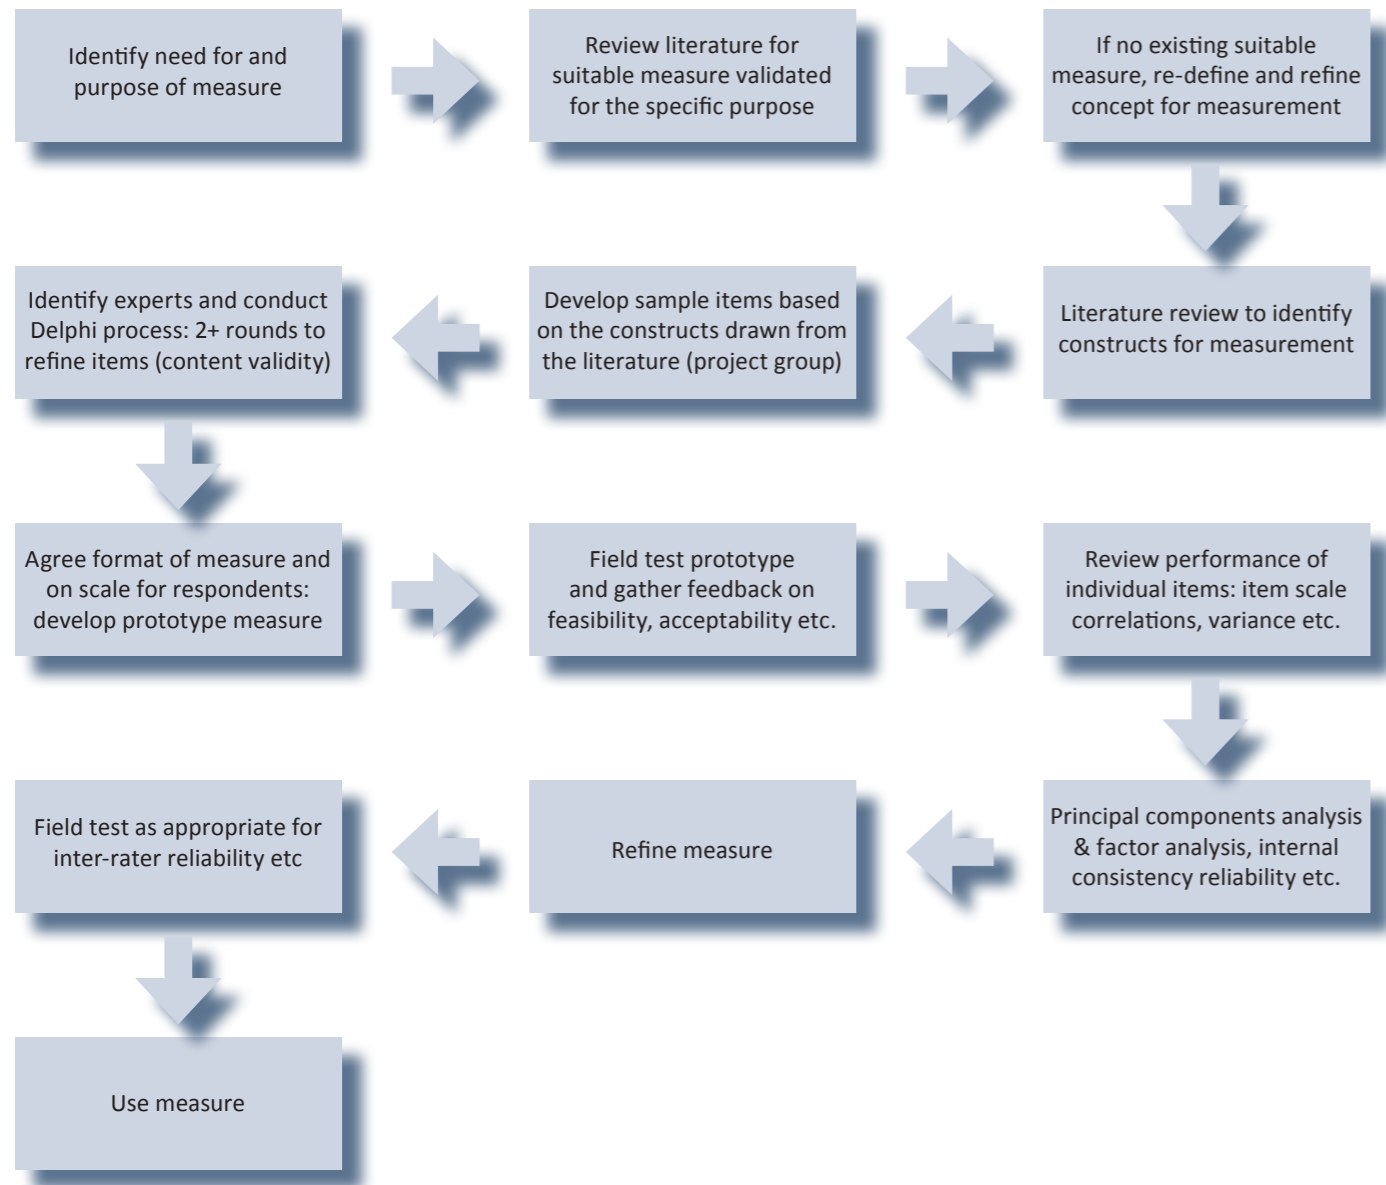 Identify need for and
purpose of measure
Review literature for
suitable measure validated
for the specific purpose
If no existing suitable
measure, re-define and refine
concept for measurement
Literature review to identify
constructs for measurement
Develop sample items based
on the constructs drawn from
the literature (project group)
Identify experts and conduct
Delphi process: 2+ rounds to
refine items (content validity)
Agree format of measure and
on scale for respondents:
develop prototype measure
Field test prototype
and gather feedback on
feasibility, acceptability etc.
Review performance of
individual items: item scale
correlations, variance etc.
Principal components analysis
& factor analysis, internal
consistency reliability etc.
Refine measure
Field test as appropriate for
inter-rater reliability etc
Use measure